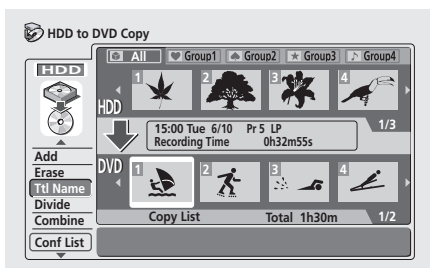 HDD to DVD Copy
All Group1 Group2 Group3 Group4
HDD
1 2 3 4
HDD
15:00 Tue 6/10 Pr 5 LP
Recording Time 0h32m55s
1/3
Add
Erase
Ttl Name
Divide
Combine
Conf List
DVD
1 2 3 4
Copy List Total 1h30m 1/2